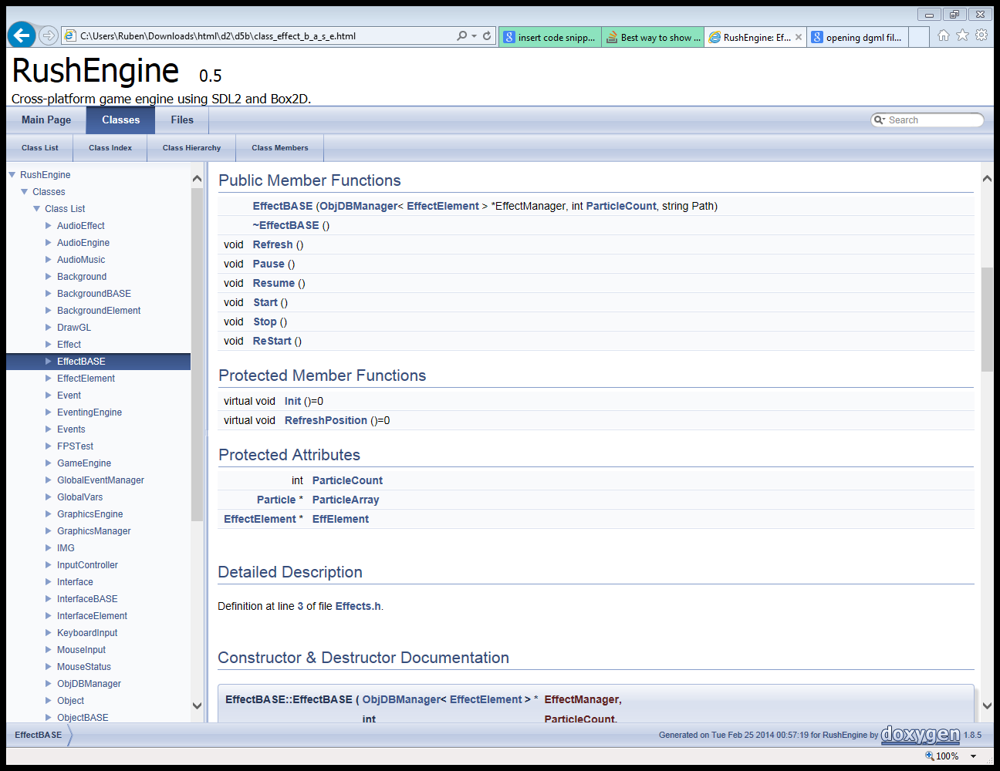 C:\Users\Ruben\Downloads\html\d2\d5b\class_effect_b_a_s_e.html
insert code snipp...
Best way to show ...
RushEngine: Ef...
opening dgml fil...
RushEngine 0.5
Cross-platform game engine using SDL2 and Box2D.
Main Page
Classes
Files
Search
Class List
Class Index
Class Hierarchy
Class Members
RushEngine
Classes
Class List
AudioEffect
AudioEngine
AudioMusic
Background
BackgroundBASE
BackgroundElement
DrawGL
Effect
EffectBASE
EffectElement
Event
EventingEngine
Events
FPSTest
GameEngine
GlobalEventManager
GlobalVars
GraphicsEngine
GraphicsManager
IMG
InputController
Interface
InterfaceBASE
InterfaceElement
KeyboardInput
MouseInput
MouseStatus
ObjDBManager
Object
ObjectBASE
Public Member Functions
EffectBASE (ObjDBManager< EffectElement > *EffectManager, int ParticleCount, string Path)
~EffectBASE ()
void Refresh ()
void Pause ()
void Resume ()
void Start ()
void Stop ()
void ReStart ()
Protected Member Functions
virtual void Init ()=0
virtual void RefreshPosition ()=0
Protected Attributes
int ParticleCount
Particle * ParticleArray
EffectElement * EffElement
Detailed Description
Definition at line 3 of file Effects.h.
Constructor & Destructor Documentation
EffectBASE::EffectBASE ( ObjDBManager< EffectElement > * EffectManager,
int ParticleCount,
EffectBASE
Generated on Tue Feb 25 2014 00:57:19 for RushEngine by doxygen 1.8.5
100%